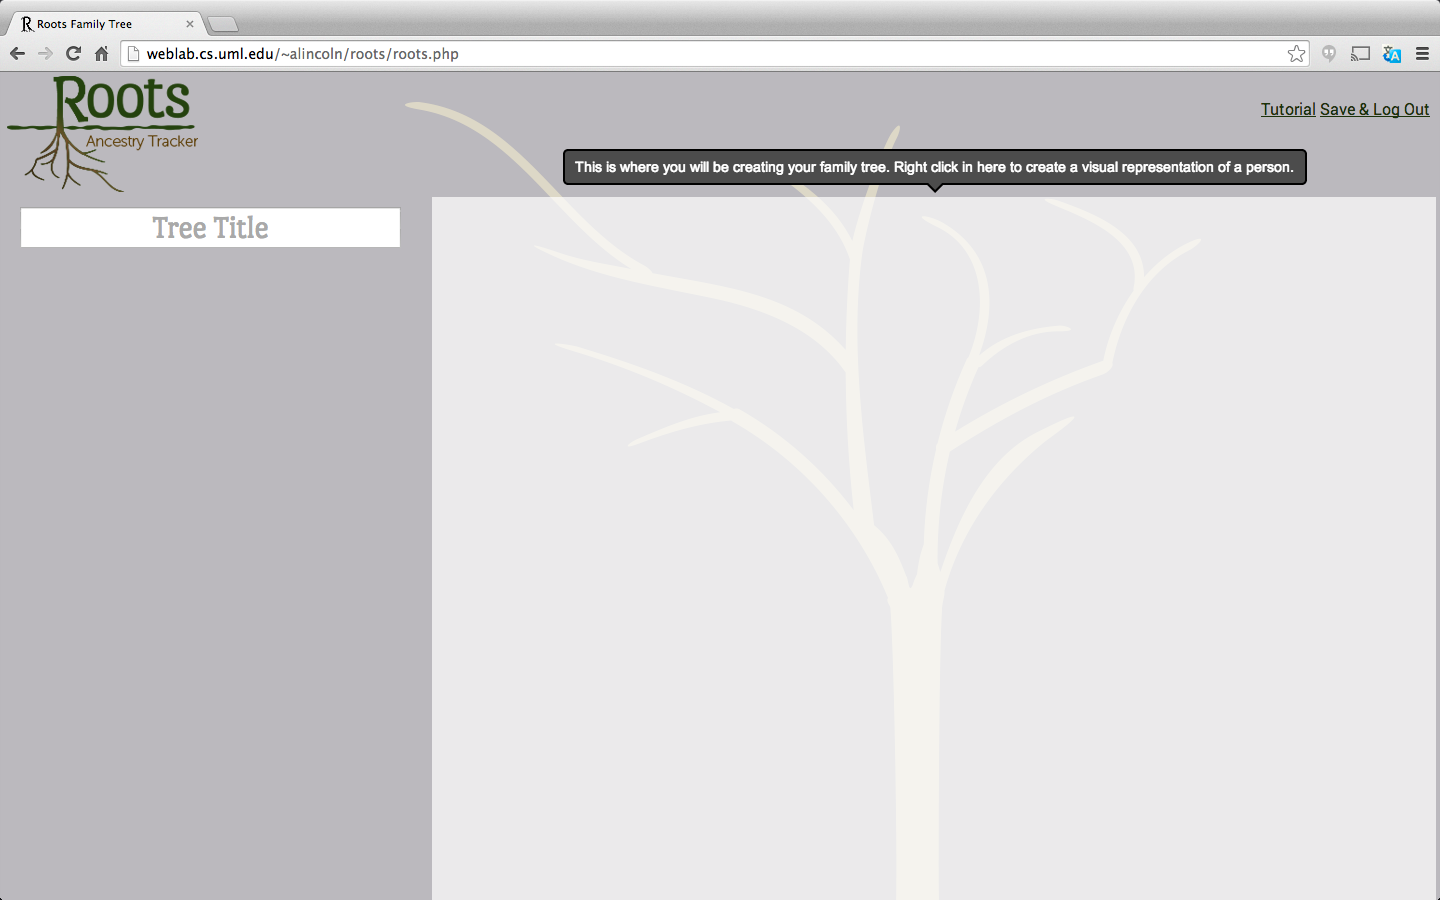 Roots Family Tree
weblab.cs.uml.edu/~alincoln/roots/roots.php
Roots
Ancestry Tracker
Tutorial Save & Log Out
This is where you will be creating your family tree. Right click in here to create a visual representation of a person.
Tree Title